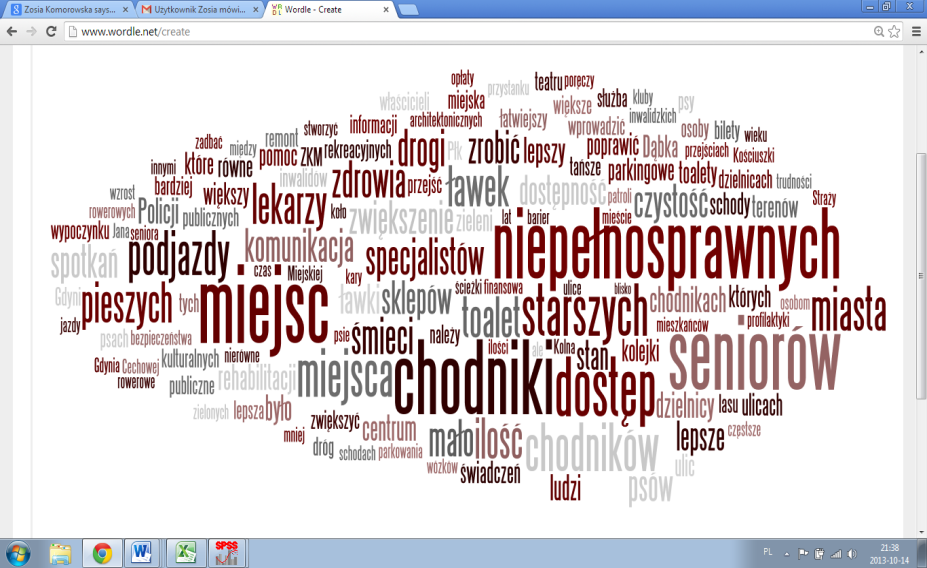 Zosia Komorowska says...
Użytkownik Zosia mówi...
Wordle - Create
www.wordle.net/create
opłaty
przystanku
teatru
poręczy
właścicieli
miejska
większe
służba
kluby
psy
architektonicznych
łatwiejszy
inwalidzkich
zadbać
między
remont
stworzyć
informacji
wprowadzić
osoby
bilety
wieku
innymi
które
równe
pomoc
ZKM
rekreacyjnych
drogi
Płk
zrobić
lepszy
poprawić
Dąbka
przejściach
Kościuszki
tańsze
parkingowe
toalety
dzielnicach
trudności
wzrost
bardziej
większy
inwalidów
zdrowia
przejść
ławek
dostępność
patroli
czystość
schody
terenów
Straży
rowerowych
Policji
publicznych
lekarzy
koło
zwiększenie
zieleni
lat
barier
mieście
wypoczynku
Jana
seniora
podjazdy
komunikacja
specjalistów
niepełnosprawnych
spotkań
czas
Miejskiej
kary
ścieżki
finansowa
ulice
blisko
Gdyni
pieszych
tych
miejsc
ławki
sklepów
toalet
starszych
chodnikach
których
osobom
miasta
jazdy
psach
bezpieczeństwa
psie
śmieci
należy
mieszkańców
profilaktyki
Gdynia
Cechowej
kulturalnych
nierówne
ilości
ale
Kolna
stan
kolejki
seniorów
rowerowe
publiczne
rehabilitacji
miejsca
chodniki
dostęp
zielonych
lepsza
było
dzielnicy
lasu
ulicach
mniej
zwiększyć
centrum
mało
ilość
chodników
lepsze
częstsze
dróg
schodach
parkowania
wózków
świadczeń
ulic
ludzi
psów
SPSS
PL
21:38
2013-10-14